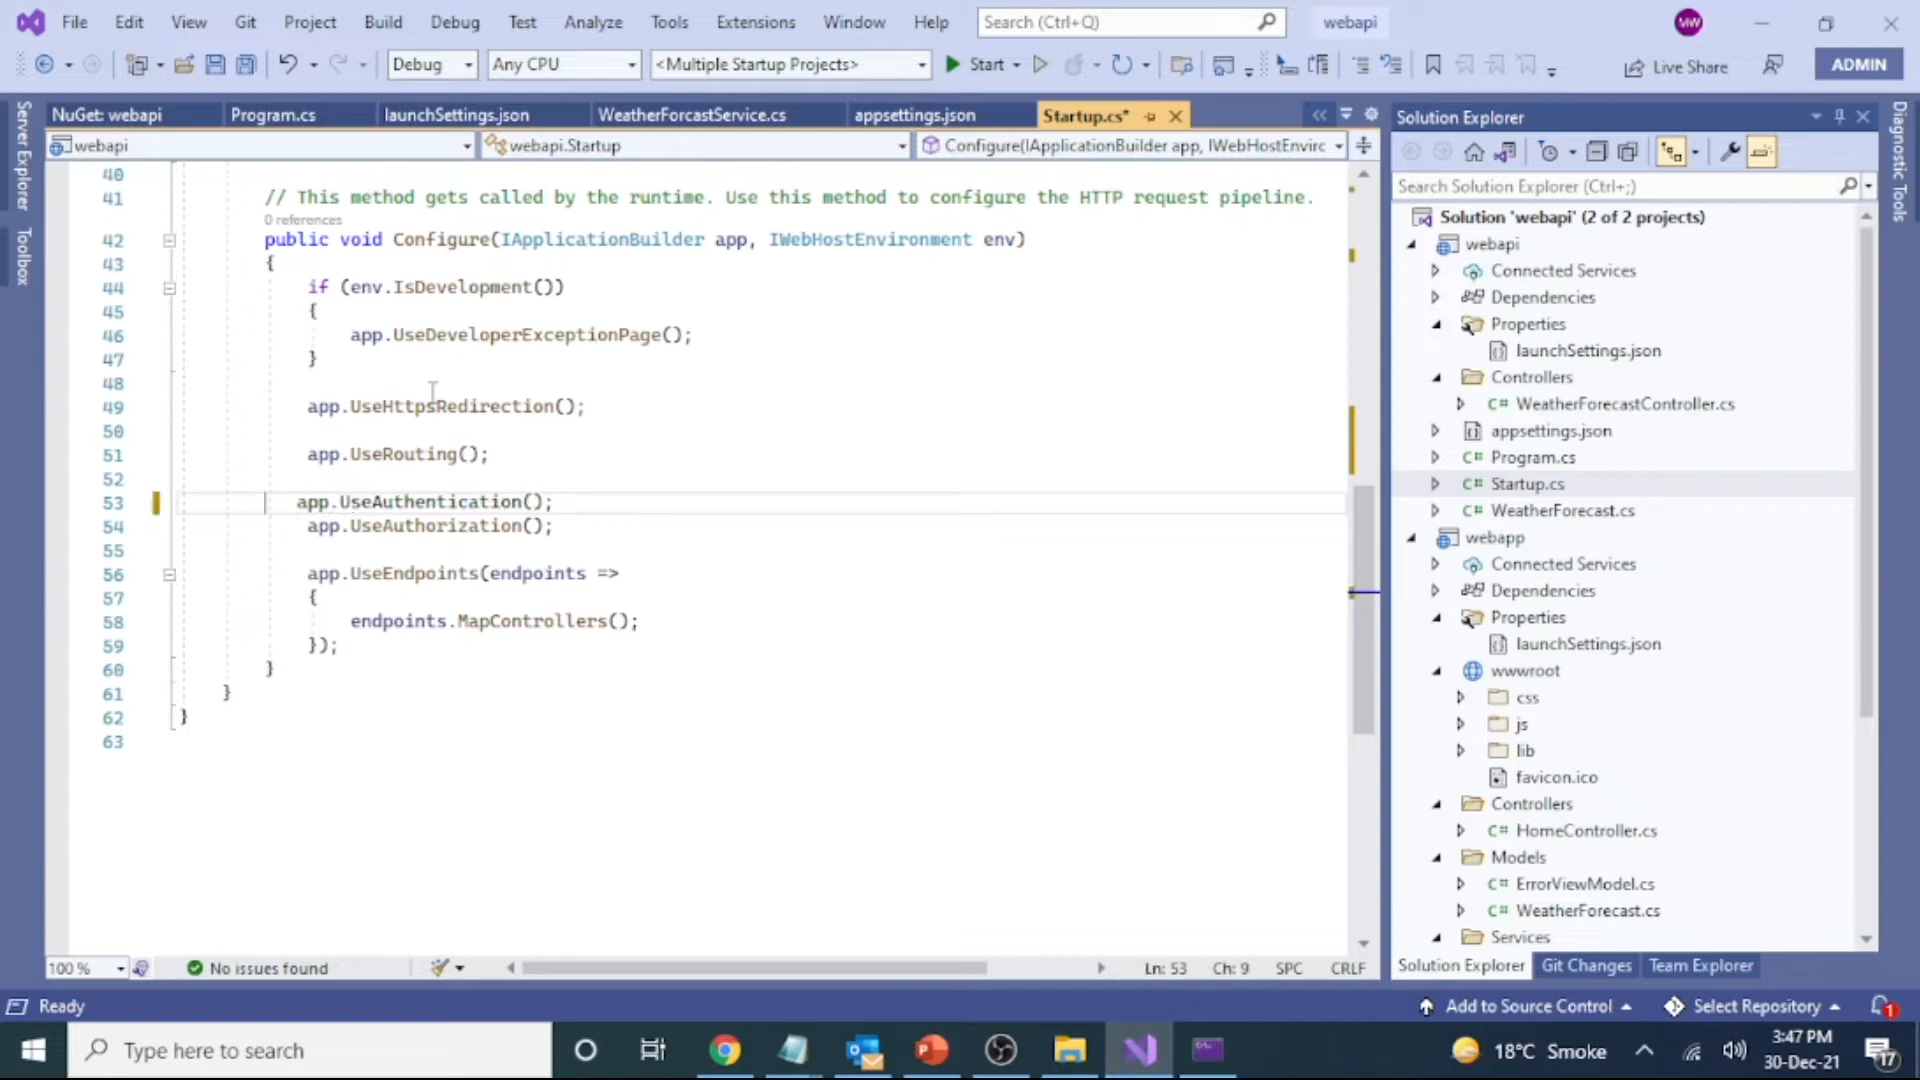 File Edit View Git Project Build Debug Test Analyze Tools Extensions Window Help Search (Ctrl+Q) webapi MW
Debug Any CPU <Multiple Startup Projects> Start Live Share ADMIN
NuGet: webapi Program.cs launchSettings.json WeatherForcastService.cs appsettings.json Startup.cs*
webapi webapi.Startup Configure(IApplicationBuilder app, IWebHostEnvirc
Server Explorer
Toolbox
40
41 // This method gets called by the runtime. Use this method to configure the HTTP request pipeline.
0 references
42 public void Configure(IApplicationBuilder app, IWebHostEnvironment env)
43 {
44 if (env.IsDevelopment())
45 {
46 app.UseDeveloperExceptionPage();
47 }
48
49 app.UseHttpsRedirection();
50
51 app.UseRouting();
52
53 app.UseAuthentication();
54 app.UseAuthorization();
55
56 app.UseEndpoints(endpoints =>
57 {
58 endpoints.MapControllers();
59 });
60 }
61 }
62 }
63
100 % No issues found Ln: 53 Ch: 9 SPC CRLF
Solution Explorer
Search Solution Explorer (Ctrl+;)
Solution 'webapi' (2 of 2 projects)
webapi
Connected Services
Dependencies
Properties
launchSettings.json
Controllers
C# WeatherForecastController.cs
appsettings.json
C# Program.cs
C# Startup.cs
C# WeatherForecast.cs
webapp
Connected Services
Dependencies
Properties
launchSettings.json
wwwroot
css
js
lib
favicon.ico
Controllers
C# HomeController.cs
Models
C# ErrorViewModel.cs
C# WeatherForecast.cs
Services
Solution Explorer Git Changes Team Explorer
Diagnostic Tools
Ready Add to Source Control Select Repository 1
Type here to search 18°C Smoke 3:47 PM
30-Dec-21 17